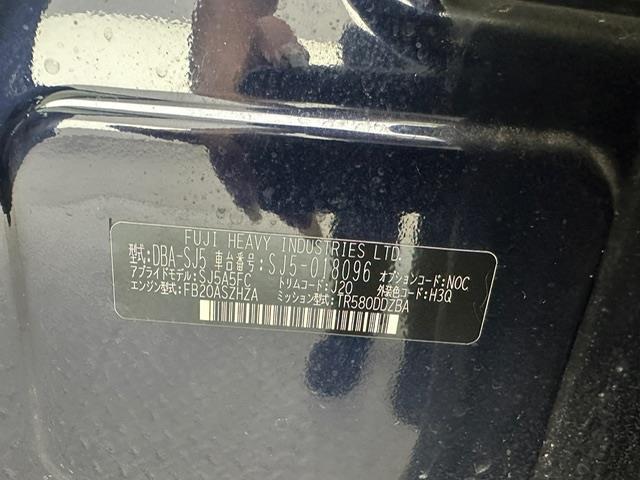 FUJI HEAVY INDUSTRIES LTD.
型式:DBA-SJ5 車台番号:SJ5-018096 オプションコード:NOC
アプライドモデル:SJ5A5FC トリムコード:J20 外装色コード:H3Q
エンジン型式:FB20ASZHZA ミッション型式:TR580DDZBA